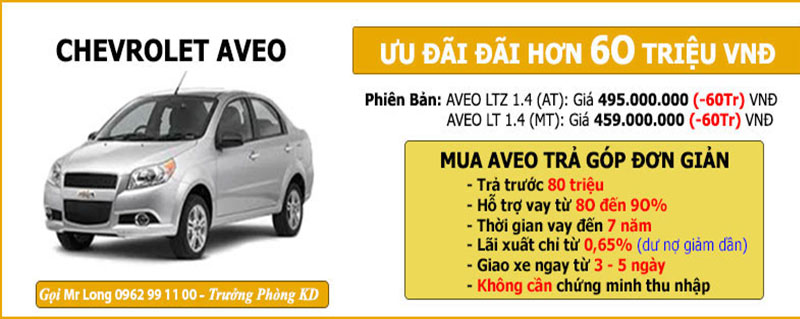 CHEVROLET AVEO
ƯU ĐÃI ĐÃI HƠN 60 TRIỆU VNĐ
Phiên Bản: AVEO LTZ 1.4 (AT): Giá 495.000.000 (-60Tr) VNĐ
AVEO LT 1.4 (MT): Giá 459.000.000 (-60Tr) VNĐ
MUA AVEO TRẢ GÓP ĐƠN GIẢN
- Trả trước 80 triệu
- Hỗ trợ vay từ 80 đến 90%
- Thời gian vay đến 7 năm
- Lãi xuất chỉ từ 0,65% (dư nợ giảm dần)
- Giao xe ngay từ 3 - 5 ngày
- Không cần chứng minh thu nhập
Gọi Mr Long 0962 99 11 00 - Trưởng Phòng KD